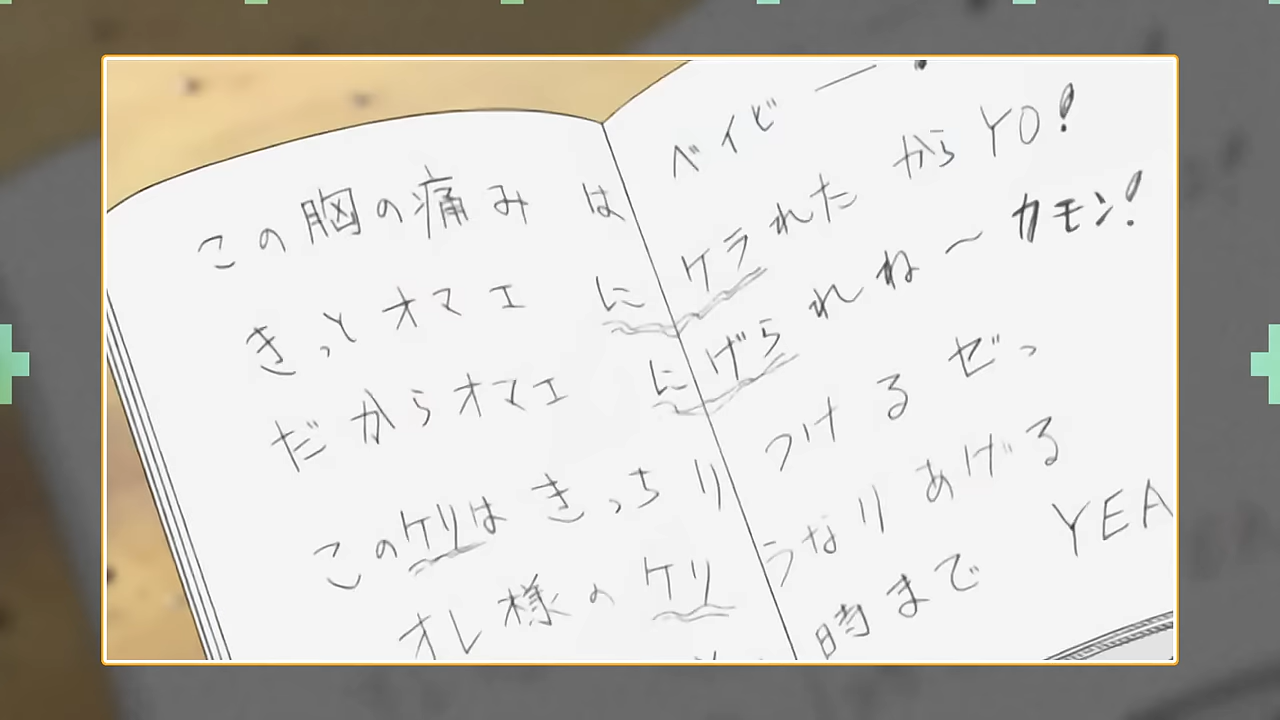 ベイビー
この胸の痛みは ケラれたからYO!
きっとオマエに げられね〜 カモン!
だからオマエに つけるゼっ
このケリはきっちり うなりあげる
オレ様のケリ 時まで YEA